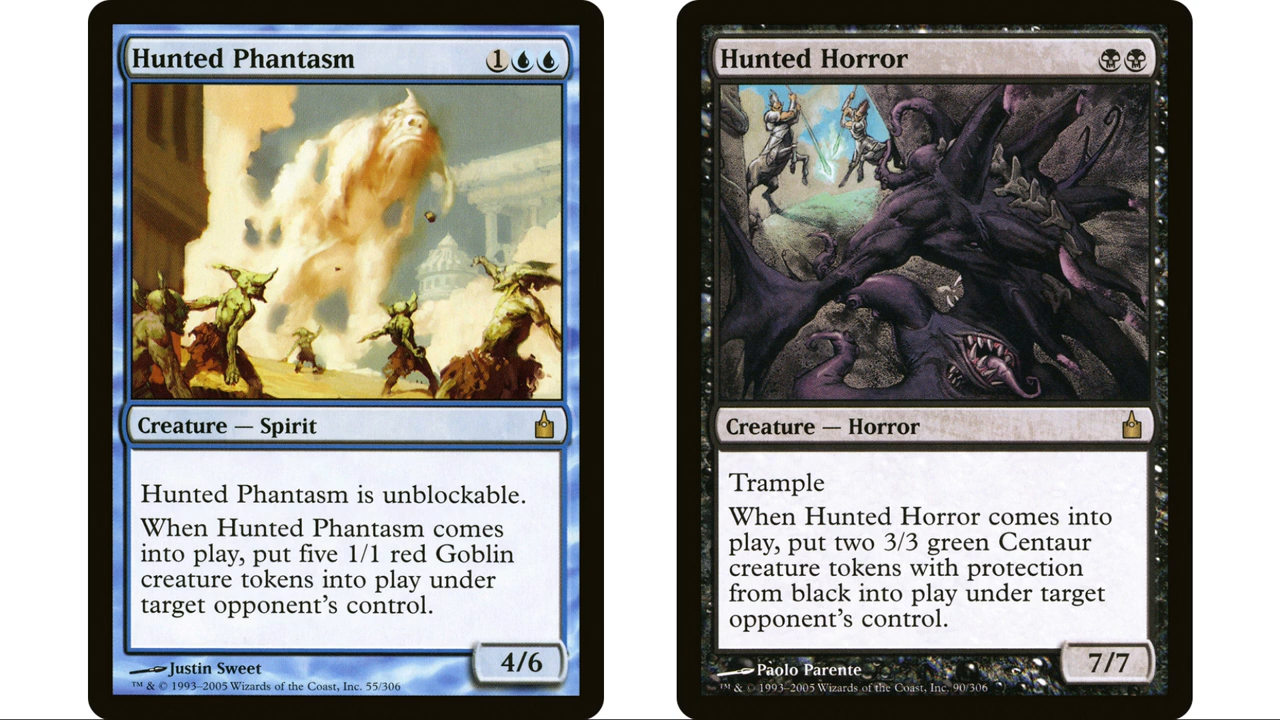 Hunted Phantasm 1
Creature — Spirit
Hunted Phantasm is unblockable.
When Hunted Phantasm comes
into play, put five 1/1 red Goblin
creature tokens into play under
target opponent's control.
4/6
Justin Sweet
™ & © 1993–2005 Wizards of the Coast, Inc. 55/306
Hunted Horror
Creature — Horror
Trample
When Hunted Horror comes into
play, put two 3/3 green Centaur
creature tokens with protection
from black into play under target
opponent's control.
7/7
Paolo Parente
™ & © 1993–2005 Wizards of the Coast, Inc. 90/306